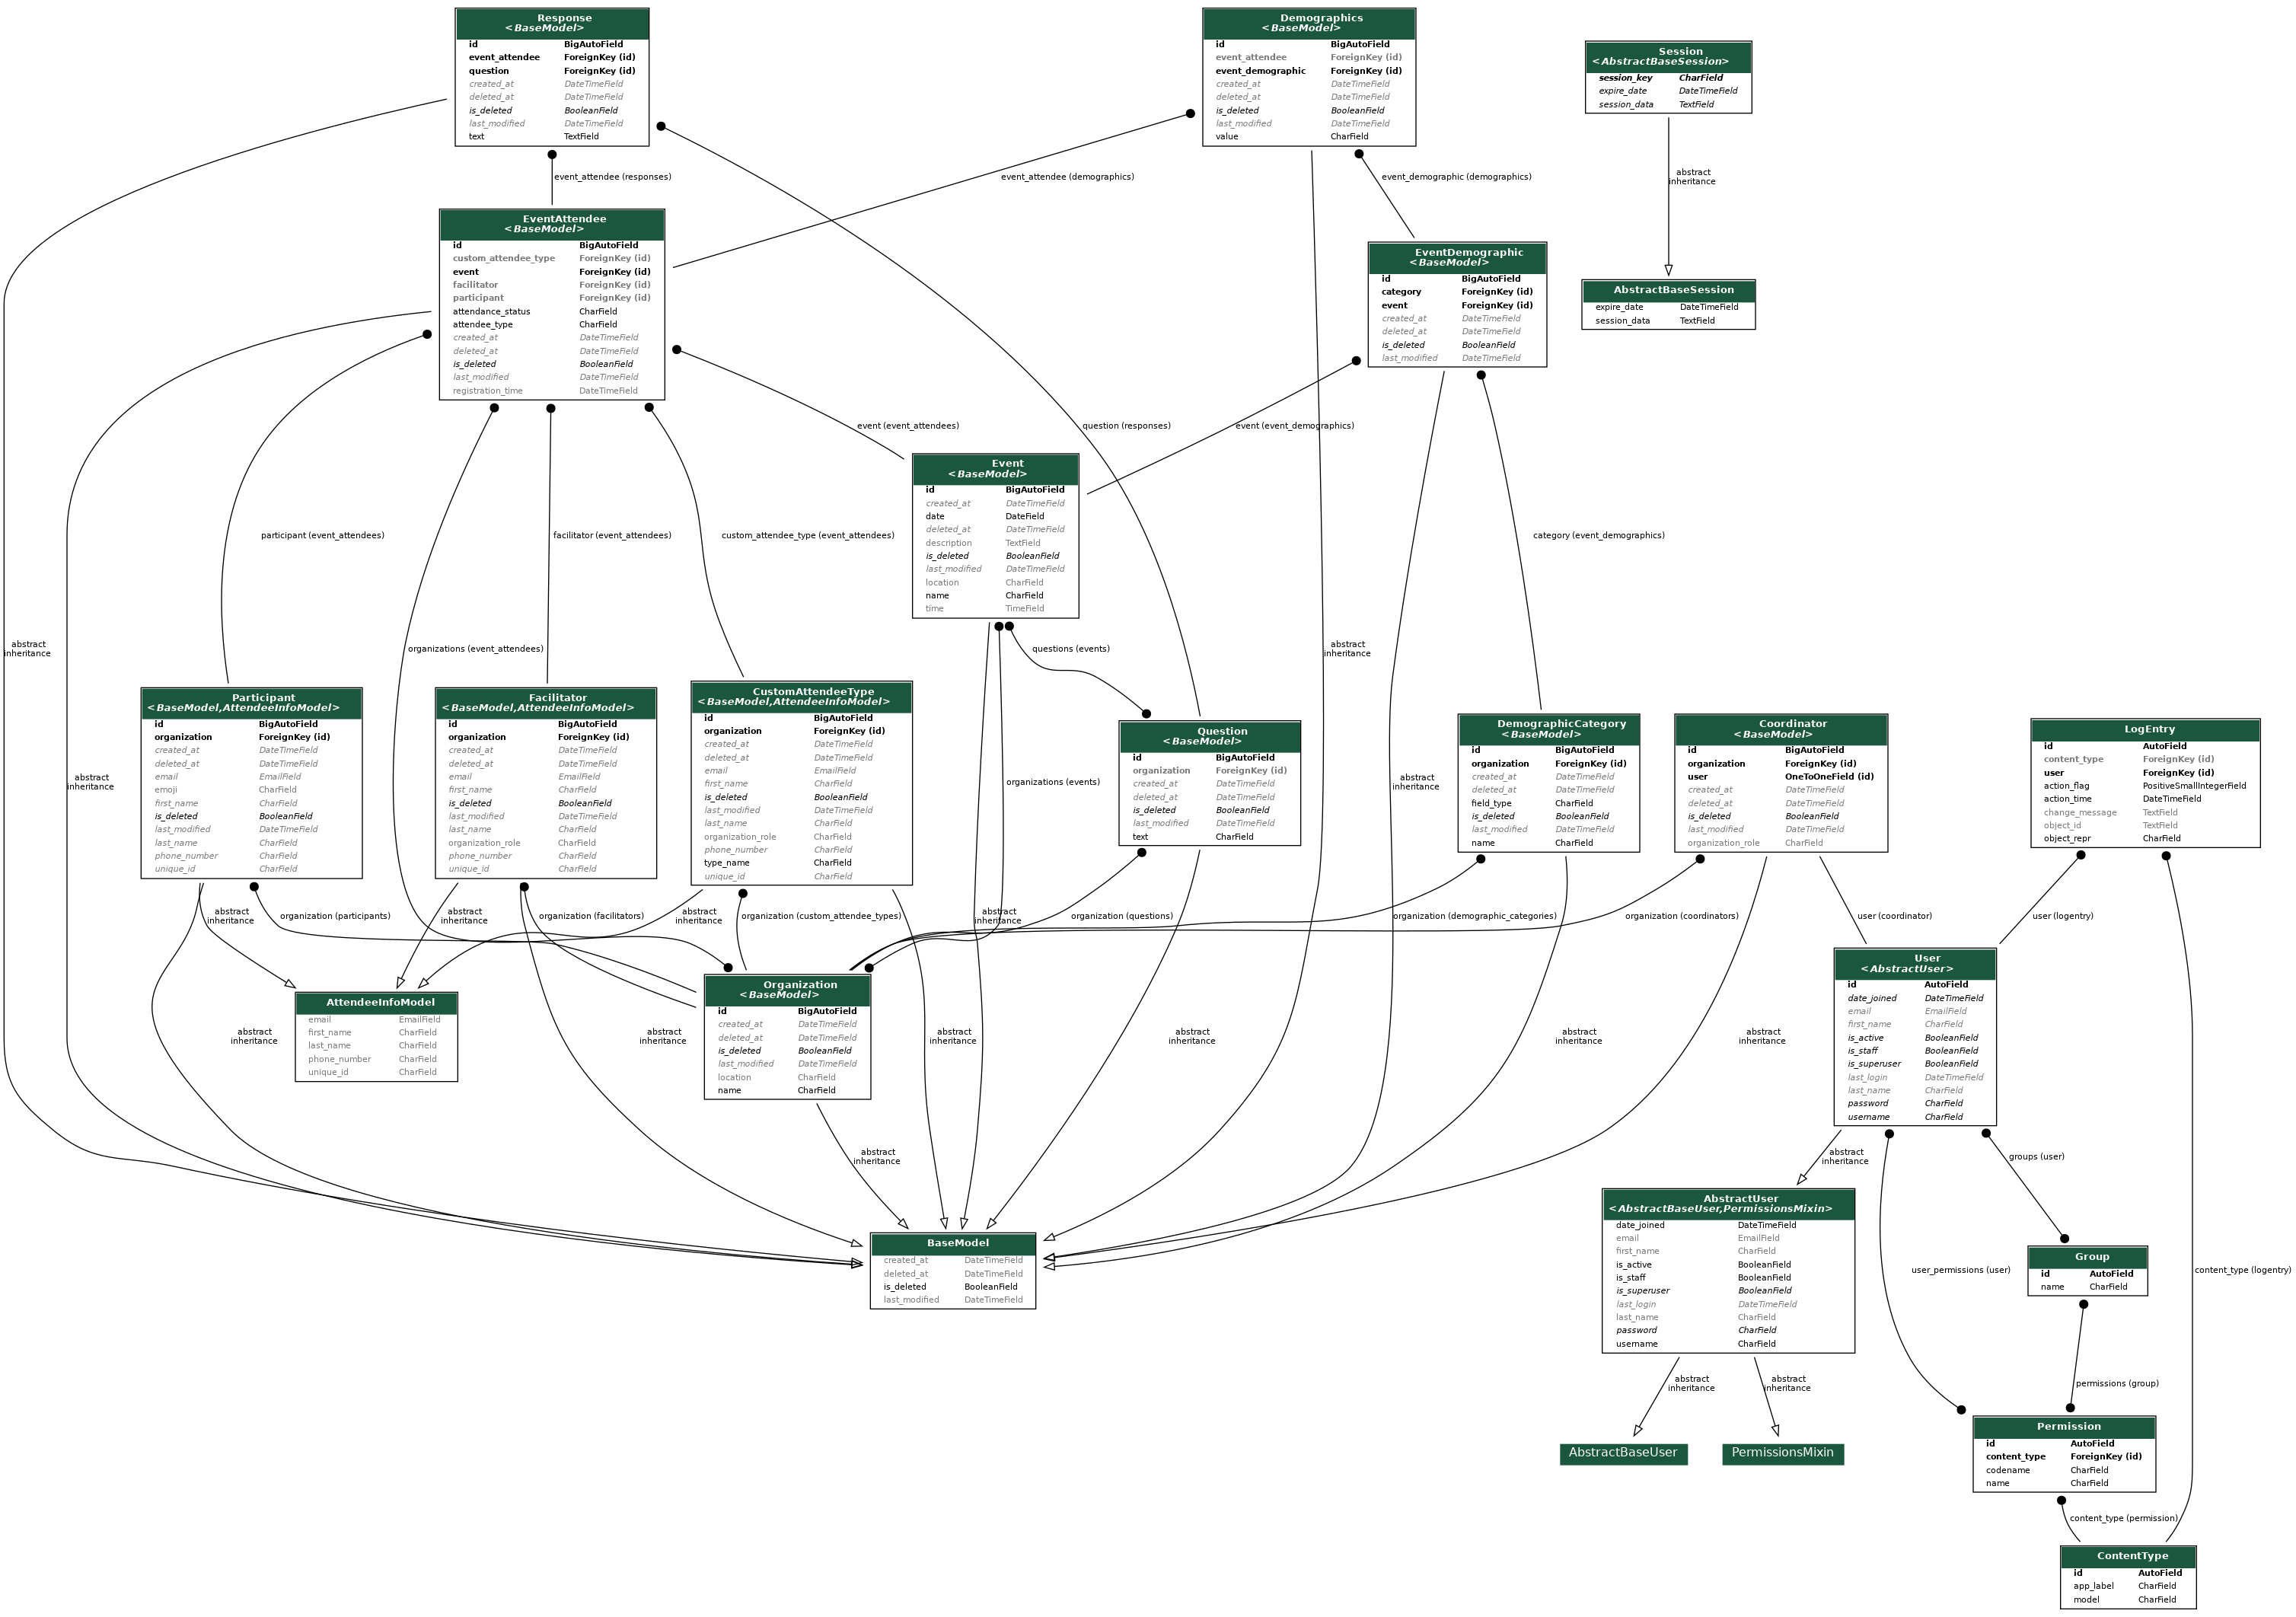 Response
<BaseModel>
id BigAutoField
event_attendee ForeignKey (id)
question ForeignKey (id)
created_at DateTimeField
deleted_at DateTimeField
is_deleted BooleanField
last_modified DateTimeField
text TextField
Demographics
<BaseModel>
id BigAutoField
event_attendee ForeignKey (id)
event_demographic ForeignKey (id)
created_at DateTimeField
deleted_at DateTimeField
is_deleted BooleanField
last_modified DateTimeField
value CharField
Session
<AbstractBaseSession>
session_key CharField
expire_date DateTimeField
session_data TextField
event_attendee (responses)
event_attendee (demographics)
event_demographic (demographics)
abstract
inheritance
EventAttendee
<BaseModel>
id BigAutoField
custom_attendee_type ForeignKey (id)
event ForeignKey (id)
facilitator ForeignKey (id)
participant ForeignKey (id)
attendance_status CharField
attendee_type CharField
created_at DateTimeField
deleted_at DateTimeField
is_deleted BooleanField
last_modified DateTimeField
registration_time DateTimeField
EventDemographic
<BaseModel>
id BigAutoField
category ForeignKey (id)
event ForeignKey (id)
created_at DateTimeField
deleted_at DateTimeField
is_deleted BooleanField
last_modified DateTimeField
AbstractBaseSession
expire_date DateTimeField
session_data TextField
event (event_attendees)
question (responses)
event (event_demographics)
Event
<BaseModel>
id BigAutoField
created_at DateTimeField
date DateField
deleted_at DateTimeField
description TextField
is_deleted BooleanField
last_modified DateTimeField
location CharField
name CharField
time TimeField
participant (event_attendees)
facilitator (event_attendees)
custom_attendee_type (event_attendees)
category (event_demographics)
abstract
inheritance
organizations (event_attendees)
questions (events)
abstract
inheritance
Participant
<BaseModel,AttendeeInfoModel>
id BigAutoField
organization ForeignKey (id)
created_at DateTimeField
deleted_at DateTimeField
email EmailField
emoji CharField
first_name CharField
is_deleted BooleanField
last_modified DateTimeField
last_name CharField
phone_number CharField
unique_id CharField
Facilitator
<BaseModel,AttendeeInfoModel>
id BigAutoField
organization ForeignKey (id)
created_at DateTimeField
deleted_at DateTimeField
email EmailField
first_name CharField
is_deleted BooleanField
last_modified DateTimeField
last_name CharField
organization_role CharField
phone_number CharField
unique_id CharField
CustomAttendeeType
<BaseModel,AttendeeInfoModel>
id BigAutoField
organization ForeignKey (id)
created_at DateTimeField
deleted_at DateTimeField
email EmailField
first_name CharField
is_deleted BooleanField
last_modified DateTimeField
last_name CharField
organization_role CharField
phone_number CharField
type_name CharField
unique_id CharField
Question
<BaseModel>
id BigAutoField
organization ForeignKey (id)
created_at DateTimeField
deleted_at DateTimeField
is_deleted BooleanField
last_modified DateTimeField
text CharField
DemographicCategory
<BaseModel>
id BigAutoField
organization ForeignKey (id)
created_at DateTimeField
deleted_at DateTimeField
field_type CharField
is_deleted BooleanField
last_modified DateTimeField
name CharField
Coordinator
<BaseModel>
id BigAutoField
organization ForeignKey (id)
user OneToOneField (id)
created_at DateTimeField
deleted_at DateTimeField
is_deleted BooleanField
last_modified DateTimeField
organization_role CharField
LogEntry
id AutoField
content_type ForeignKey (id)
user ForeignKey (id)
action_flag PositiveSmallIntegerField
action_time DateTimeField
change_message TextField
object_id TextField
object_repr CharField
abstract
inheritance
organizations (events)
abstract
inheritance
abstract
inheritance
organization (participants)
abstract
inheritance
organization (facilitators)
abstract
inheritance
organization (custom_attendee_types)
abstract
inheritance
organization (questions)
organization (demographic_categories)
organization (coordinators)
user (coordinator)
user (logentry)
AttendeeInfoModel
email EmailField
first_name CharField
last_name CharField
phone_number CharField
unique_id CharField
Organization
<BaseModel>
id BigAutoField
created_at DateTimeField
deleted_at DateTimeField
is_deleted BooleanField
last_modified DateTimeField
location CharField
name CharField
User
<AbstractUser>
id AutoField
date_joined DateTimeField
email EmailField
first_name CharField
is_active BooleanField
is_staff BooleanField
is_superuser BooleanField
last_login DateTimeField
last_name CharField
password CharField
username CharField
abstract
inheritance
abstract
inheritance
abstract
inheritance
abstract
inheritance
abstract
inheritance
abstract
inheritance
abstract
inheritance
abstract
inheritance
groups (user)
AbstractUser
<AbstractBaseUser,PermissionsMixin>
date_joined DateTimeField
email EmailField
first_name CharField
is_active BooleanField
is_staff BooleanField
is_superuser BooleanField
last_login DateTimeField
last_name CharField
password CharField
username CharField
BaseModel
created_at DateTimeField
deleted_at DateTimeField
is_deleted BooleanField
last_modified DateTimeField
user_permissions (user)
Group
id AutoField
name CharField
content_type (logentry)
abstract
inheritance
abstract
inheritance
permissions (group)
AbstractBaseUser
PermissionsMixin
Permission
id AutoField
content_type ForeignKey (id)
codename CharField
name CharField
content_type (permission)
ContentType
id AutoField
app_label CharField
model CharField